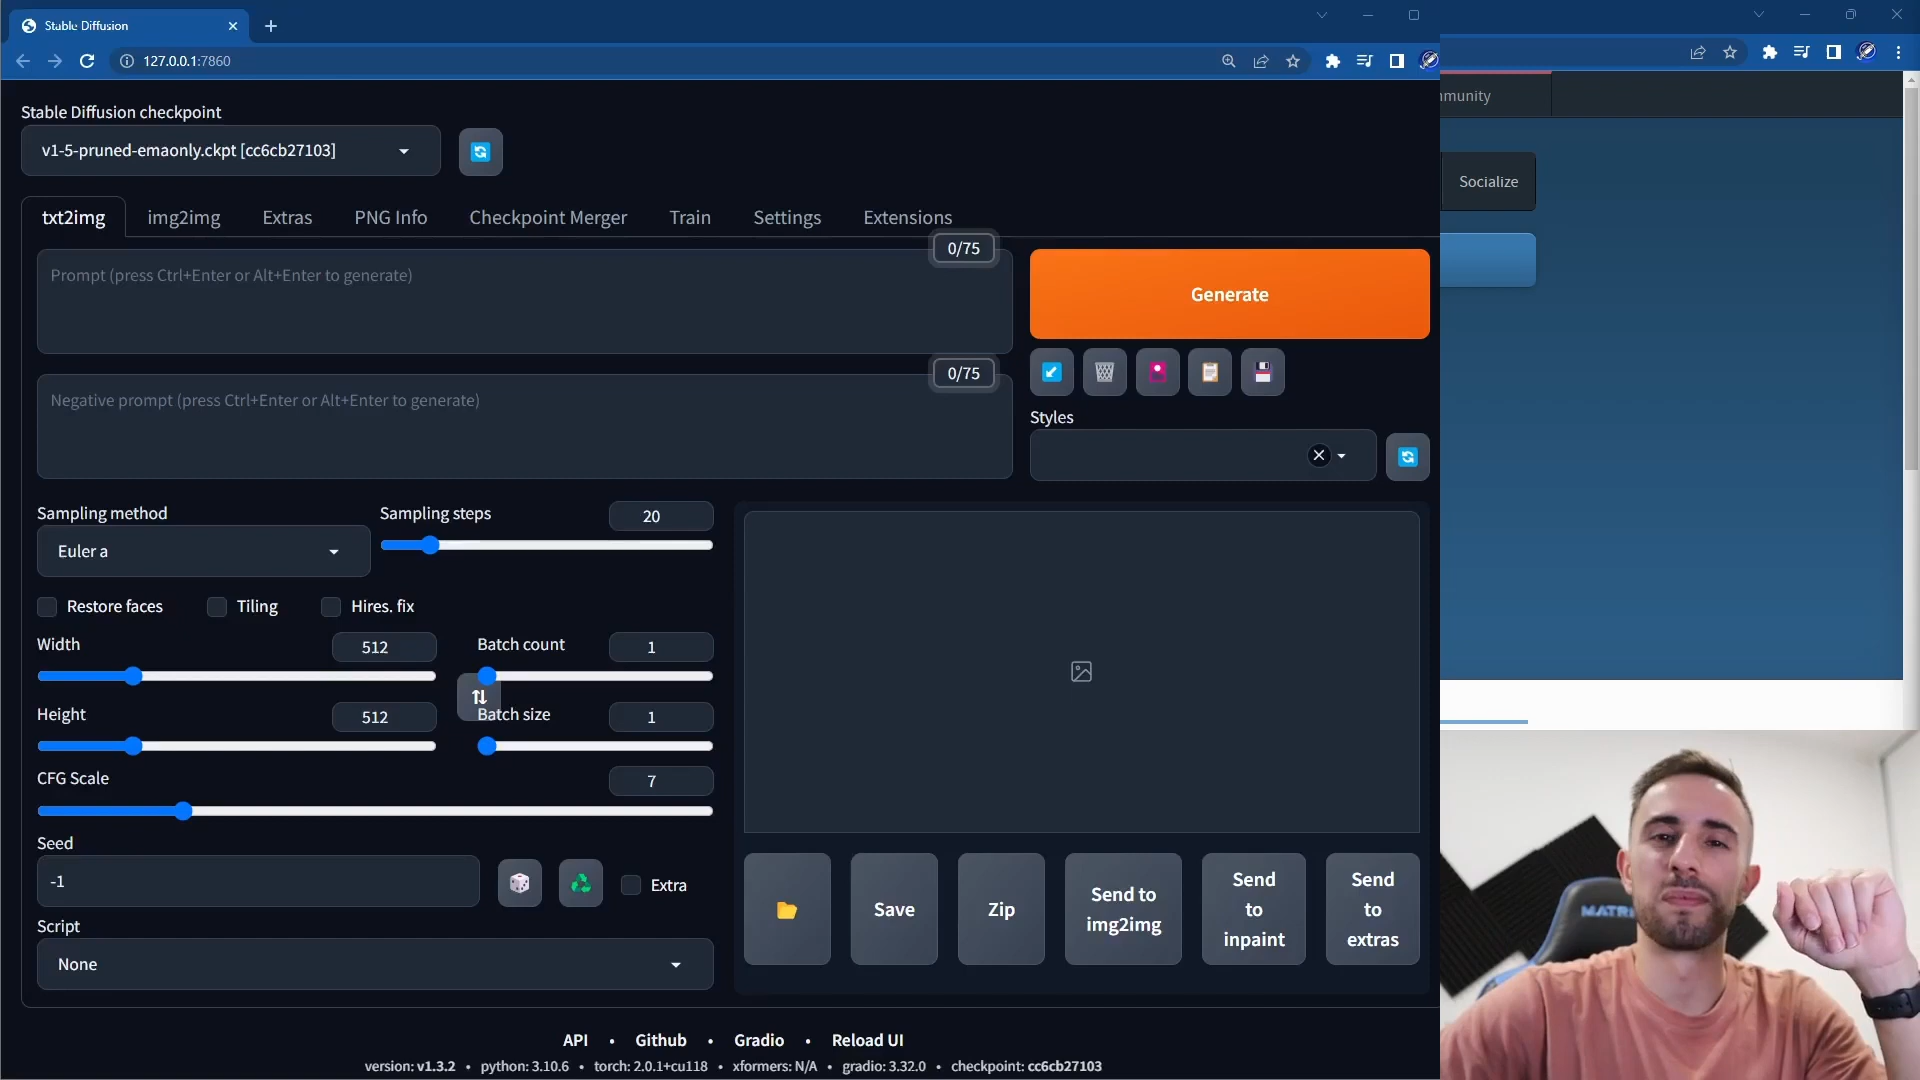 Stable Diffusion
127.0.0.1:7860
Stable Diffusion checkpoint
v1-5-pruned-emaonly.ckpt [cc6cb27103]
txt2img
img2img
Extras
PNG Info
Checkpoint Merger
Train
Settings
Extensions
0/75
Prompt (press Ctrl+Enter or Alt+Enter to generate)
Generate
0/75
Negative prompt (press Ctrl+Enter or Alt+Enter to generate)
Styles
Sampling method
Euler a
Sampling steps
20
Restore faces
Tiling
Hires. fix
Width
512
Batch count
1
Height
512
Batch size
1
CFG Scale
7
Seed
-1
Extra
Script
None
Save
Zip
Send to
img2img
Send
to
inpaint
Send
to
extras
API • Github • Gradio • Reload UI
version: v1.3.2 • python: 3.10.6 • torch: 2.0.1+cu118 • xformers: N/A • gradio: 3.32.0 • checkpoint: cc6cb27103
munity
Socialize
MATR